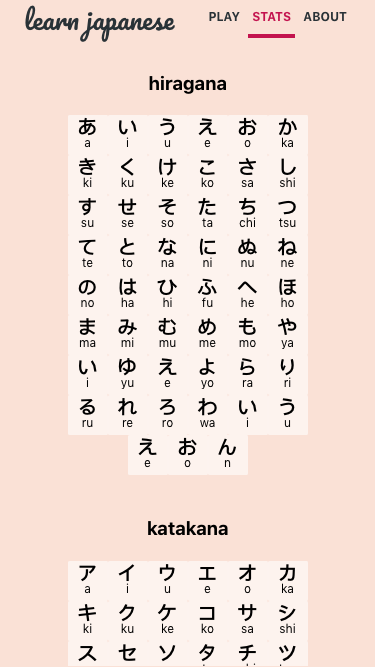 learn japanese PLAY STATS ABOUT
hiragana
あ い う え お か
a i u e o ka
き く け こ さ し
ki ku ke ko sa shi
す せ そ た ち つ
su se so ta chi tsu
て と な に ぬ ね
te to na ni nu ne
の は ひ ふ へ ほ
no ha hi fu he ho
ま み む め も や
ma mi mu me mo ya
い ゆ え よ ら り
i yu e yo ra ri
る れ ろ わ い う
ru re ro wa i u
え お ん
e o n
katakana
ア イ ウ エ オ カ
a i u e o ka
キ ク ケ コ サ シ
ki ku ke ko sa shi
ス セ ソ タ チ ツ